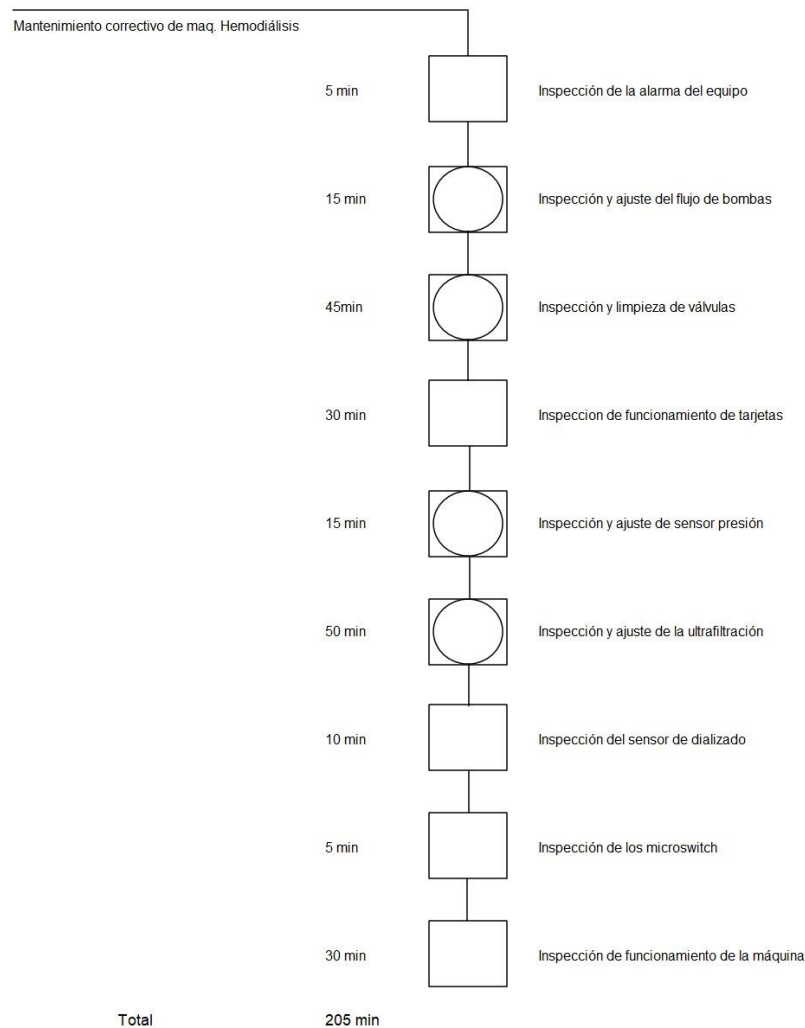 Mantenimiento correctivo de maq. Hemodiálisis
5 min Inspección de la alarma del equipo
15 min Inspección y ajuste del flujo de bombas
45min Inspección y limpieza de válvulas
30 min Inspeccion de funcionamiento de tarjetas
15 min Inspección y ajuste de sensor presión
50 min Inspección y ajuste de la ultrafiltración
10 min Inspección del sensor de dializado
5 min Inspección de los microswitch
30 min Inspección de funcionamiento de la máquina
Total 205 min